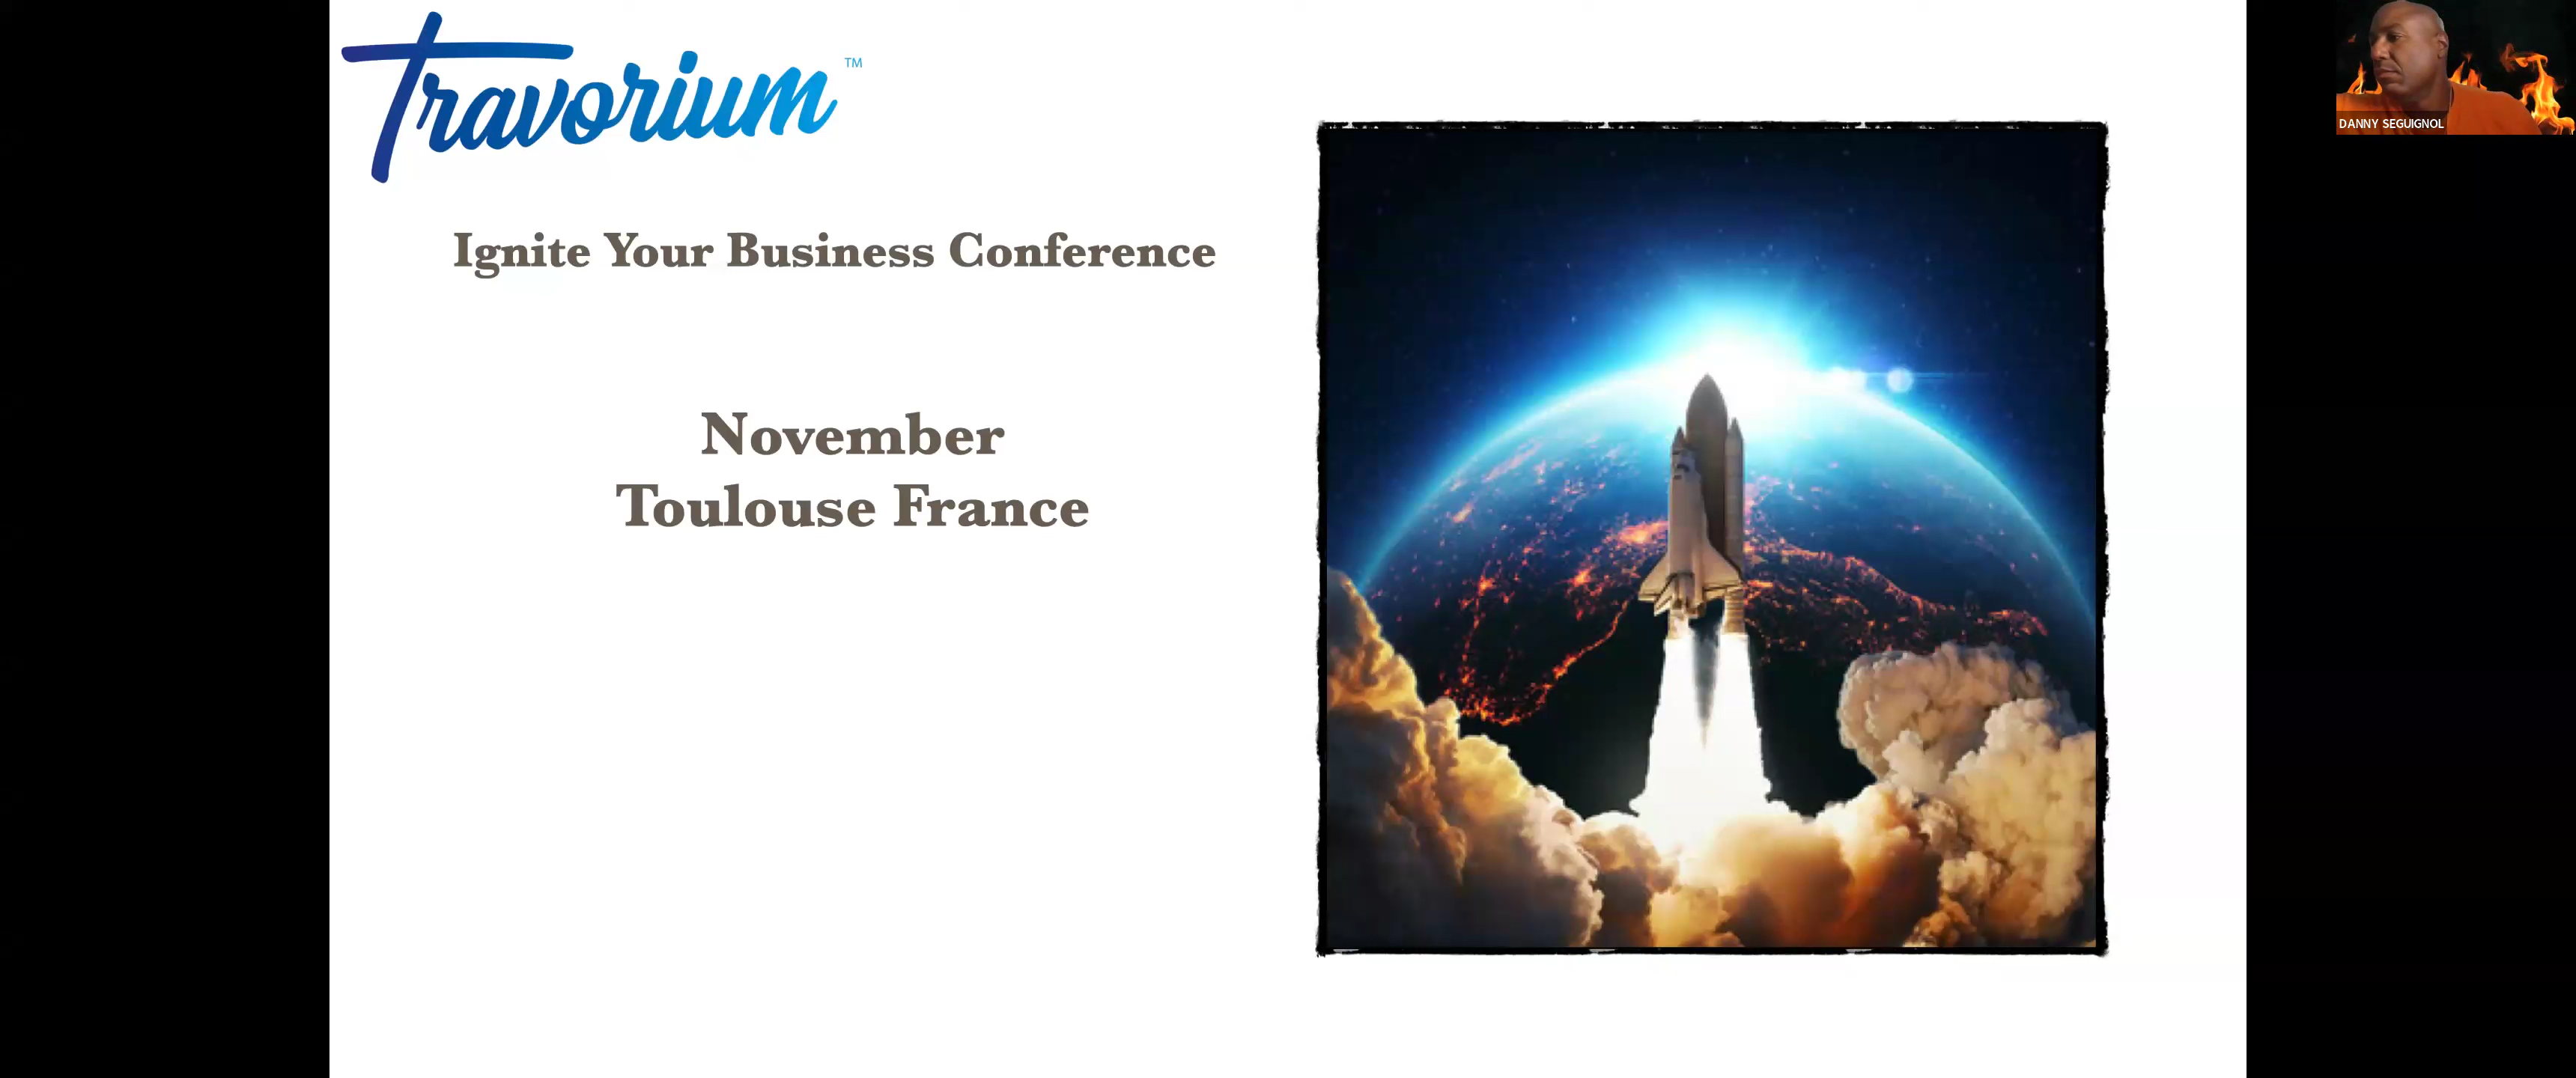 Travorium™
Ignite Your Business Conference
November
Toulouse France
DANNY SEGUIGNOL